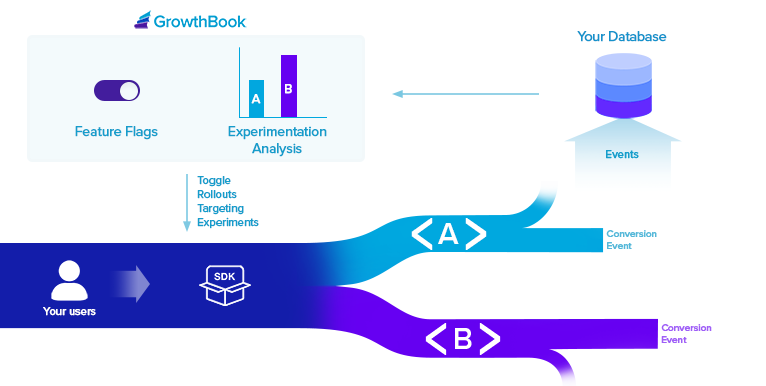 GrowthBook
Your Database
A
B
Feature Flags
Experimentation
Analysis
Events
Toggle
Rollouts
Targeting
Experiments
<A>
Conversion
Event
SDK
Your users
<B>
Conversion
Event